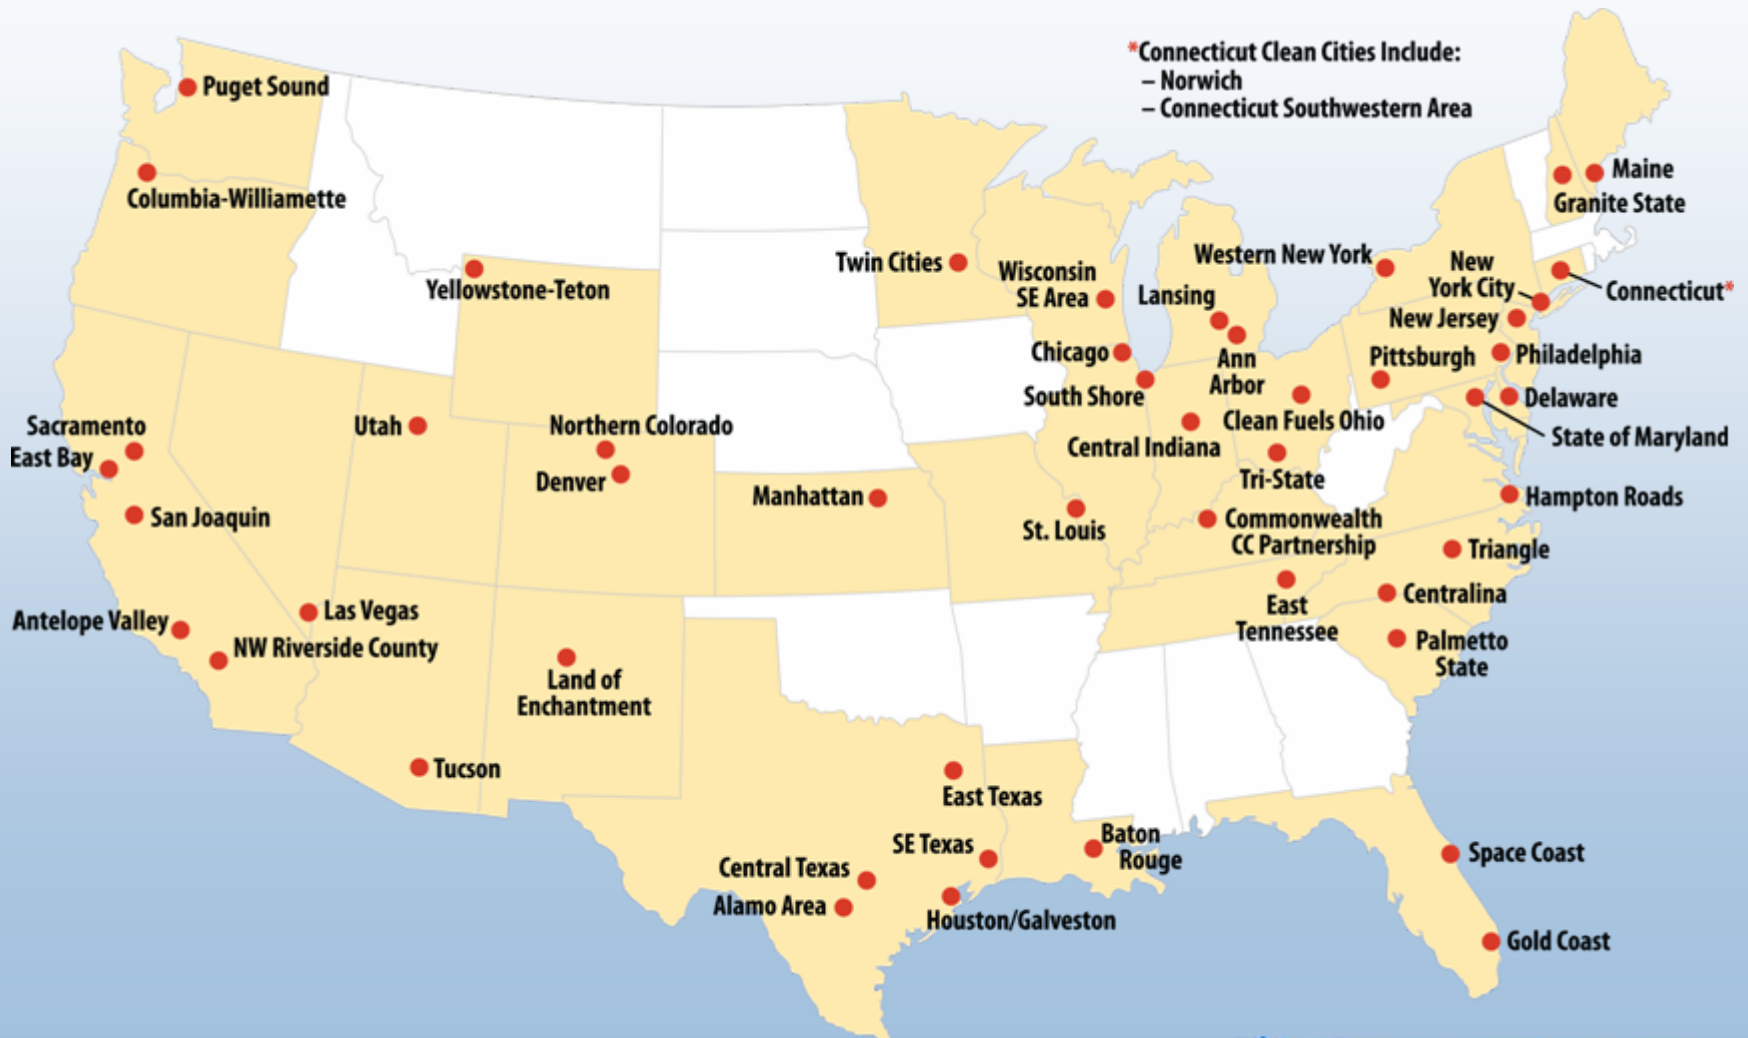 *Connecticut Clean Cities Include:
– Norwich
– Connecticut Southwestern Area
Puget Sound
Columbia-Williamette
Yellowstone-Teton
Twin Cities
Wisconsin
SE Area
Lansing
Western New York
New
York City
Maine
Granite State
Connecticut*
New Jersey
Chicago
Ann
Arbor
Pittsburgh
Philadelphia
South Shore
Delaware
Clean Fuels Ohio
State of Maryland
Central Indiana
Tri-State
Sacramento
East Bay
San Joaquin
Utah
Northern Colorado
Denver
Manhattan
St. Louis
Commonwealth
CC Partnership
Hampton Roads
Triangle
Centralina
East
Tennessee
Palmetto
State
Antelope Valley
Las Vegas
NW Riverside County
Land of
Enchantment
Tucson
East Texas
SE Texas
Baton
Rouge
Central Texas
Alamo Area
Houston/Galveston
Space Coast
Gold Coast